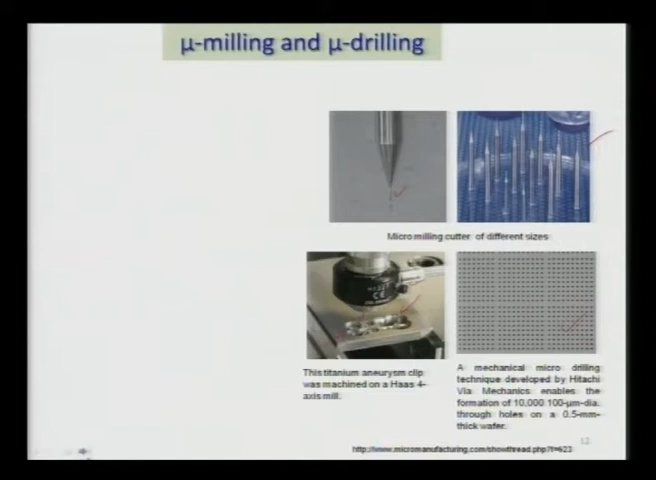 μ-milling and μ-drilling
Micro milling cutter of different sizes
This titanium aneurysm clip
was machined on a Haas 4-
axis mill.
A mechanical micro drilling
technique developed by Hitachi
Via Mechanics enables the
formation of 10,000 100-μm-dia.
through holes on a 0.5-mm-
thick wafer.
12
http://www.micromanufacturing.com/showthread.php?t=623